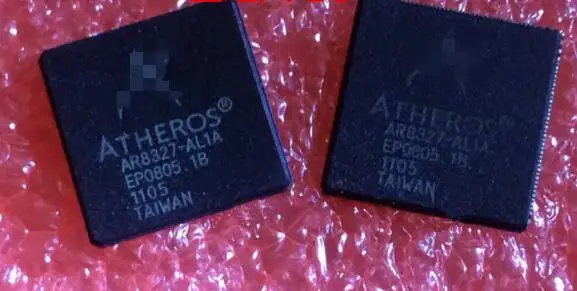 ATHEROS®
AR8327-AL1A
EP0805.1B
1105
TAIWAN
ATHEROS®
AR8327-AL1A
EP0805.1B
1105
TAIWAN